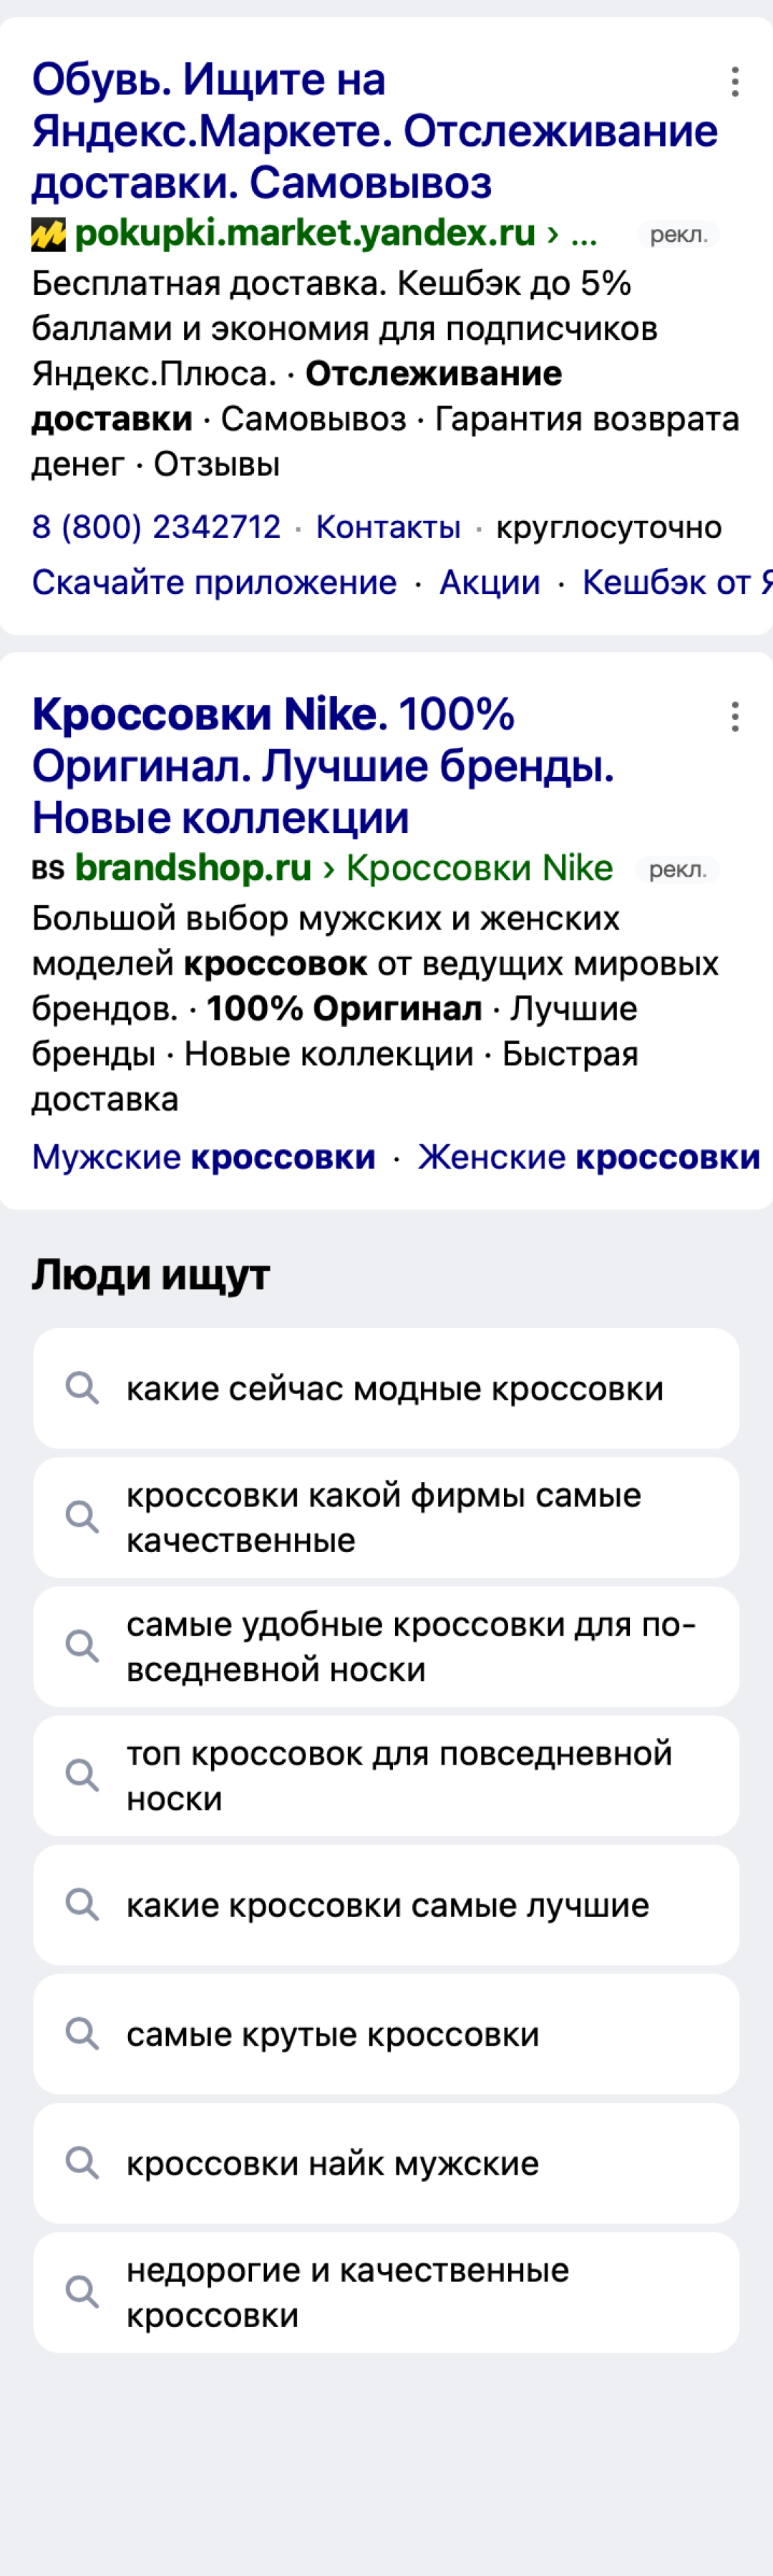 Обувь. Ищите на
Яндекс.Маркете. Отслеживание
доставки. Самовывоз
pokupki.market.yandex.ru › ... рекл.
Бесплатная доставка. Кешбэк до 5%
баллами и экономия для подписчиков
Яндекс.Плюса. · Отслеживание
доставки · Самовывоз · Гарантия возврата
денег · Отзывы
8 (800) 2342712 · Контакты · круглосуточно
Скачайте приложение · Акции · Кешбэк от
Кроссовки Nike. 100%
Оригинал. Лучшие бренды.
Новые коллекции
BS brandshop.ru › Кроссовки Nike рекл.
Большой выбор мужских и женских
моделей кроссовок от ведущих мировых
брендов. · 100% Оригинал · Лучшие
бренды · Новые коллекции · Быстрая
доставка
Мужские кроссовки · Женские кроссовки
Люди ищут
какие сейчас модные кроссовки
кроссовки какой фирмы самые
качественные
самые удобные кроссовки для по-
вседневной носки
топ кроссовок для повседневной
носки
какие кроссовки самые лучшие
самые крутые кроссовки
кроссовки найк мужские
недорогие и качественные
кроссовки